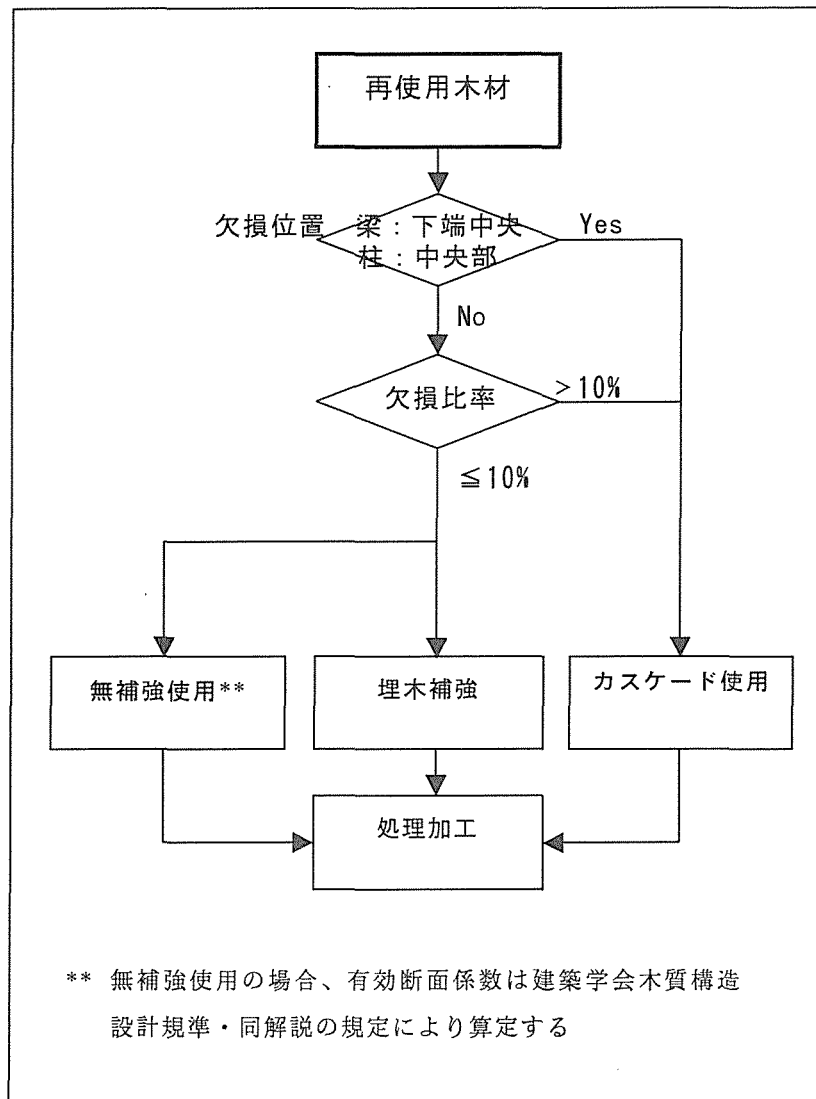 再使用木材
欠損位置 梁：下端中央
柱：中央部
Yes
No
欠損比率
>10%
≦10%
無補強使用**
埋木補強
カスケード使用
処理加工
** 無補強使用の場合、有効断面係数は建築学会木質構造
設計規準・同解説の規定により算定する